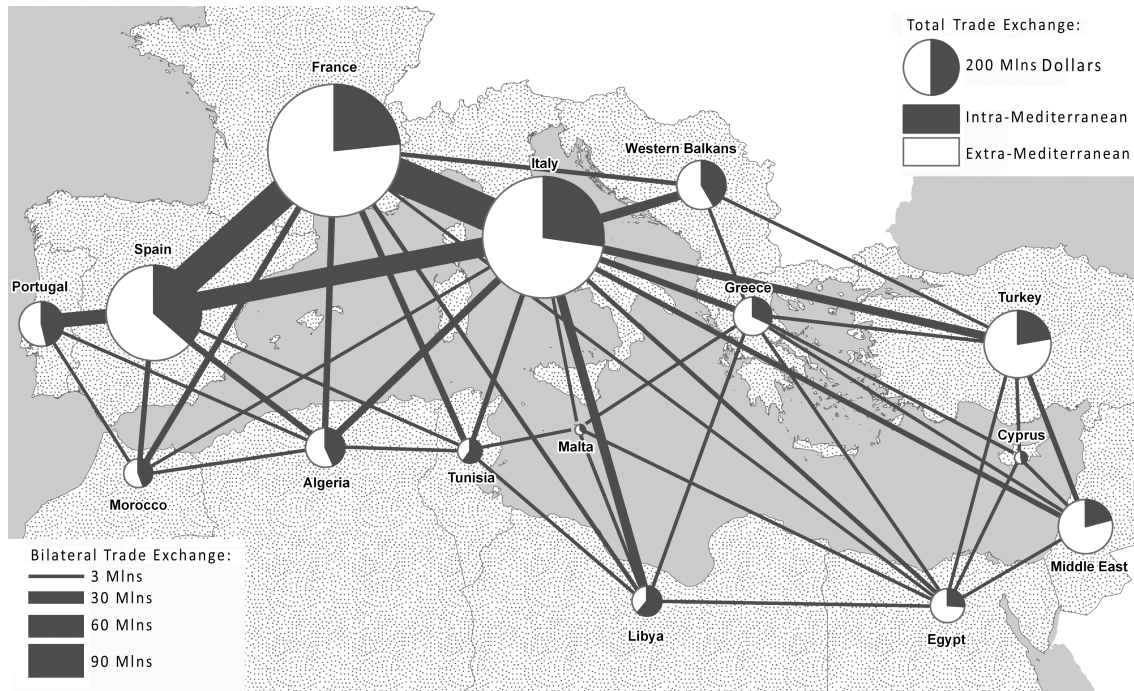 Total Trade Exchange:
200 Mlns Dollars
Intra-Mediterranean
Extra-Mediterranean
France
Italy
Western Balkans
Spain
Portugal
Greece
Turkey
Malta
Cyprus
Tunisia
Algeria
Morocco
Middle East
Libya
Egypt
Bilateral Trade Exchange:
3 Mlns
30 Mlns
60 Mlns
90 Mlns